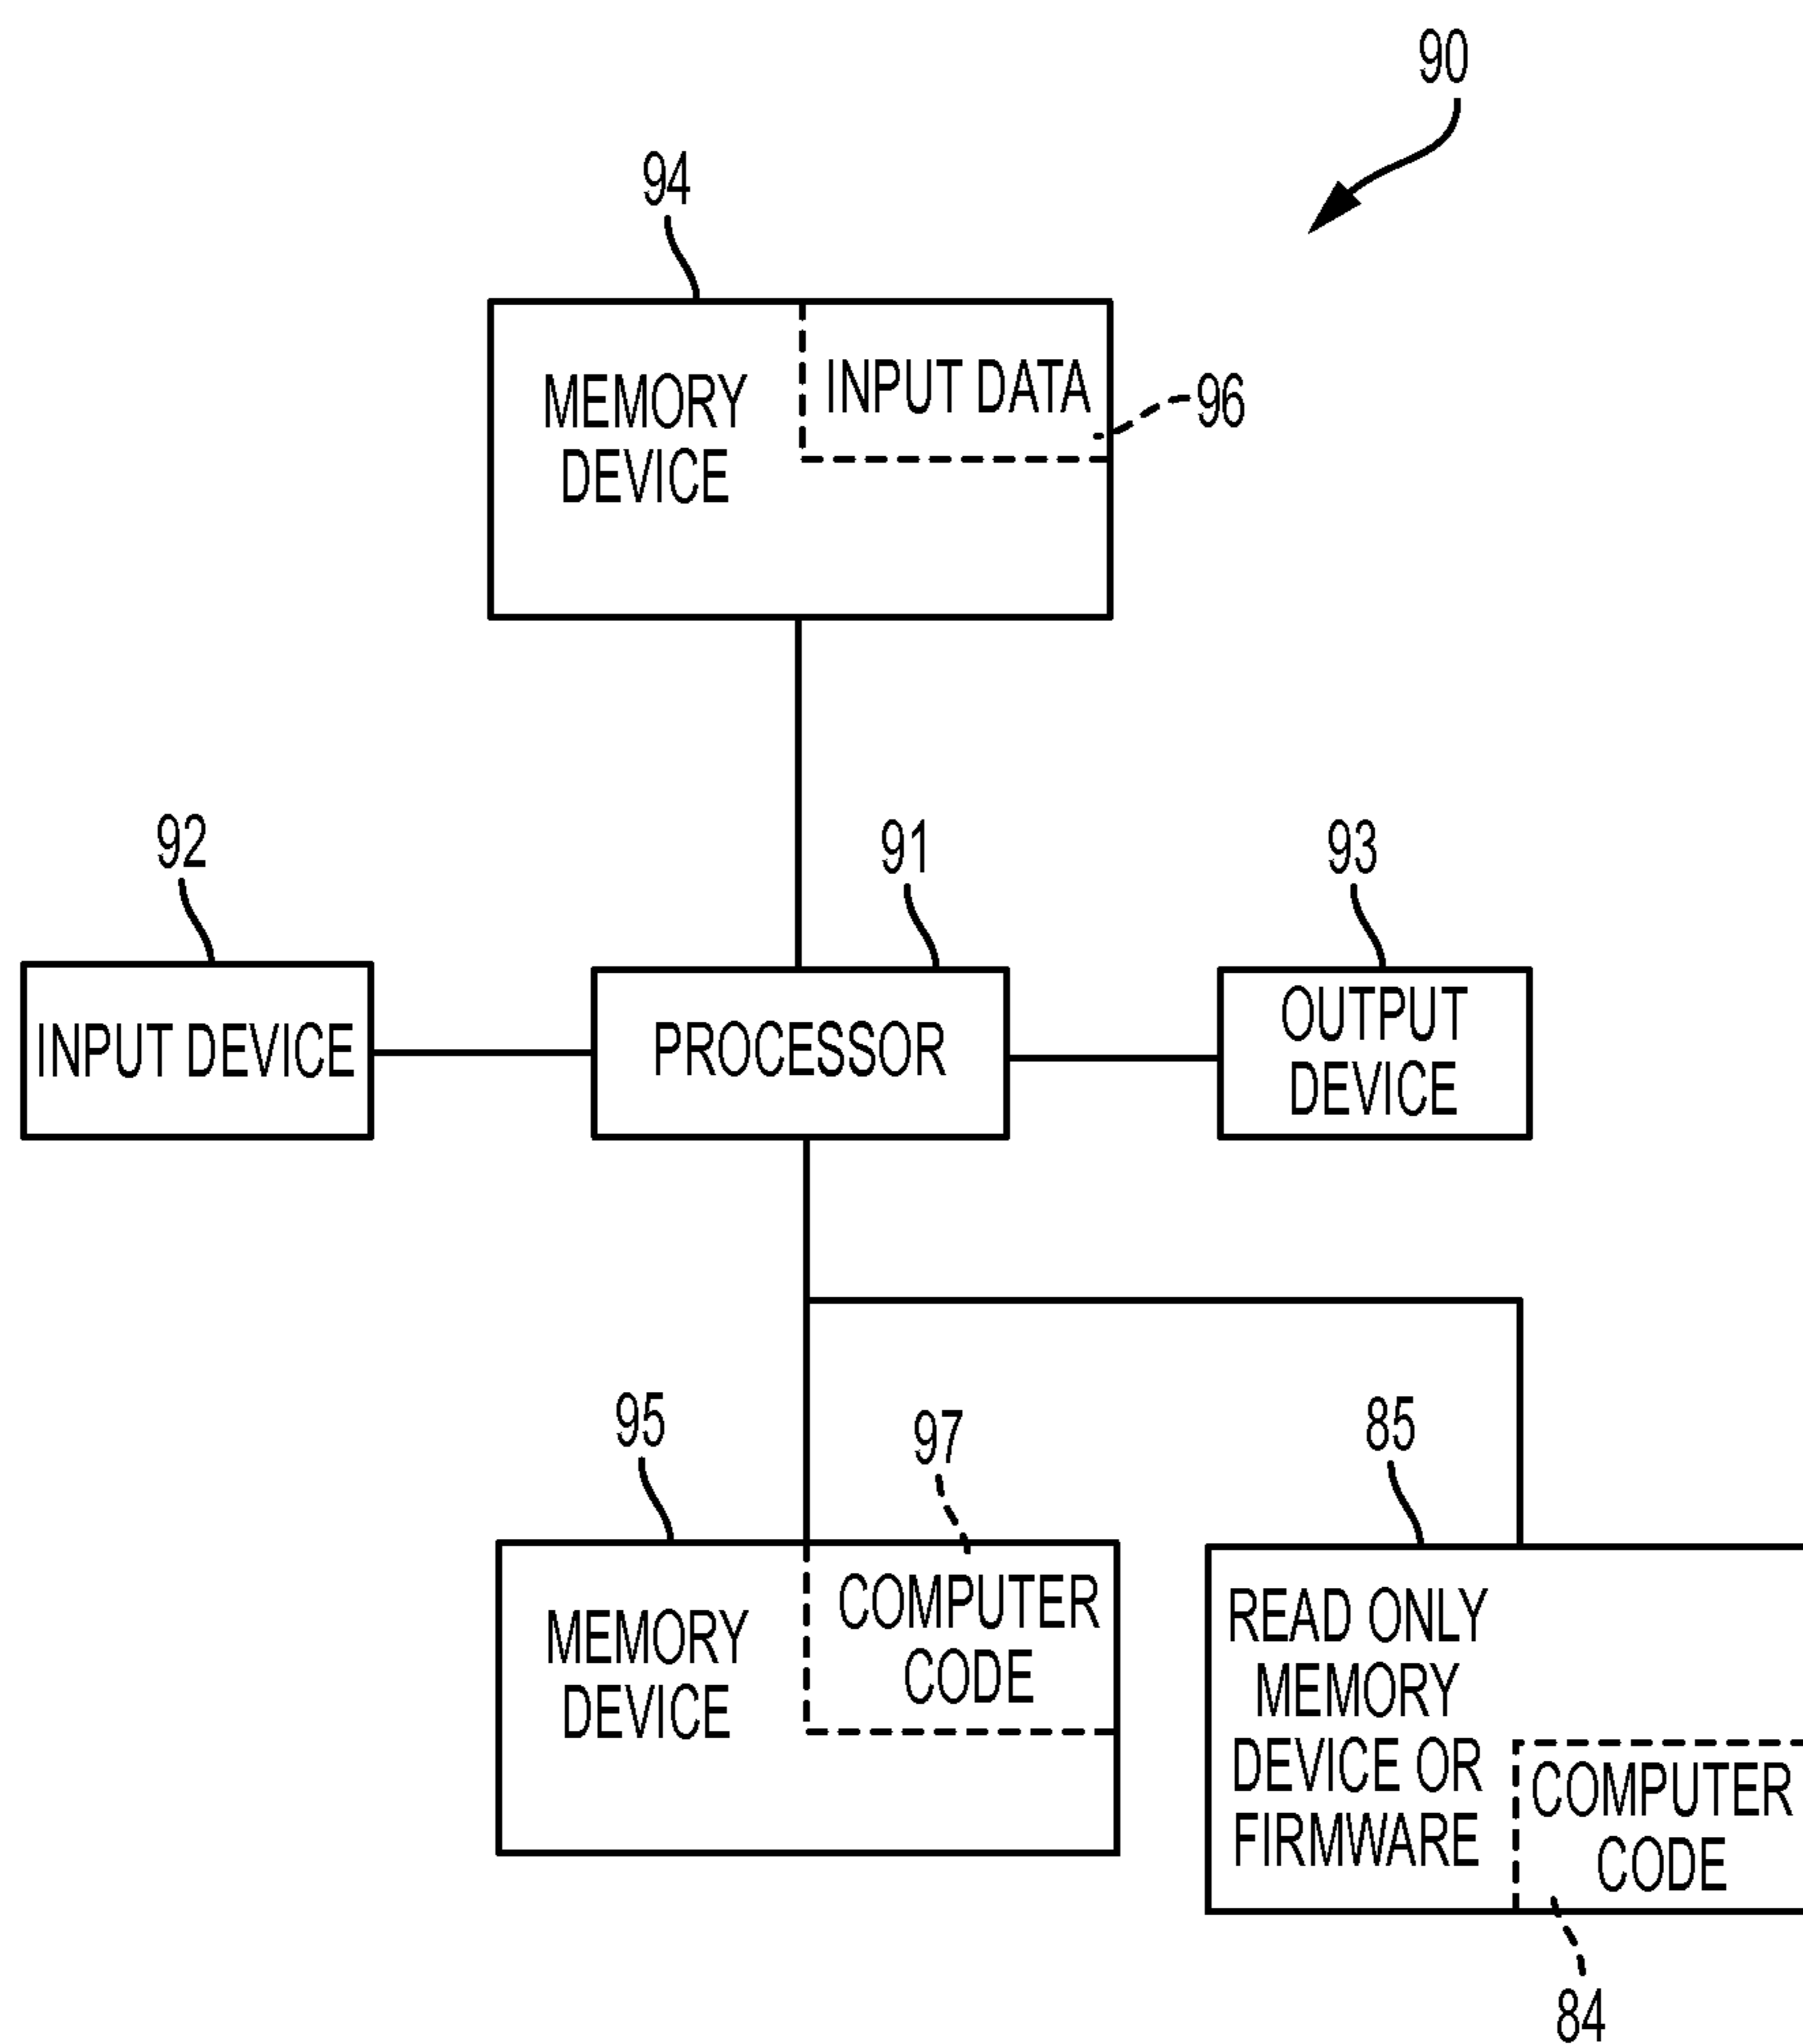 90
94
MEMORY
DEVICE
INPUT DATA
96
92
91
93
INPUT DEVICE
PROCESSOR
OUTPUT
DEVICE
95
97
85
MEMORY
DEVICE
COMPUTER
CODE
READ ONLY
MEMORY
DEVICE OR
FIRMWARE
COMPUTER
CODE
84